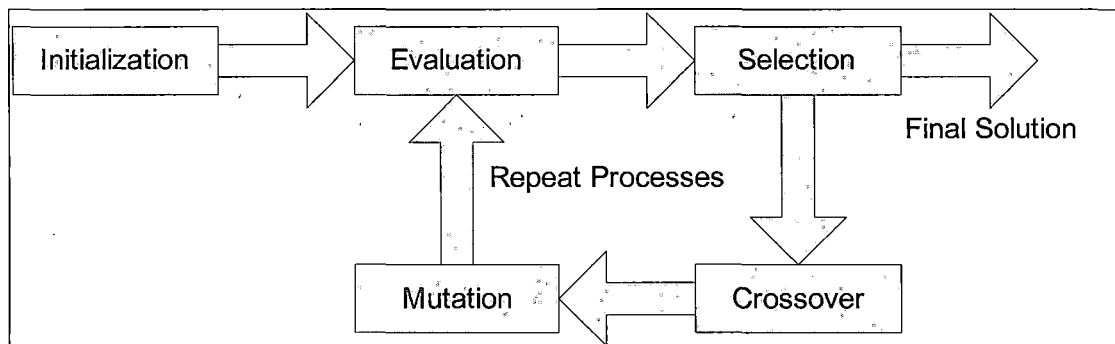 Initialization
Evaluation
Selection
Final Solution
Repeat Processes
Mutation
Crossover